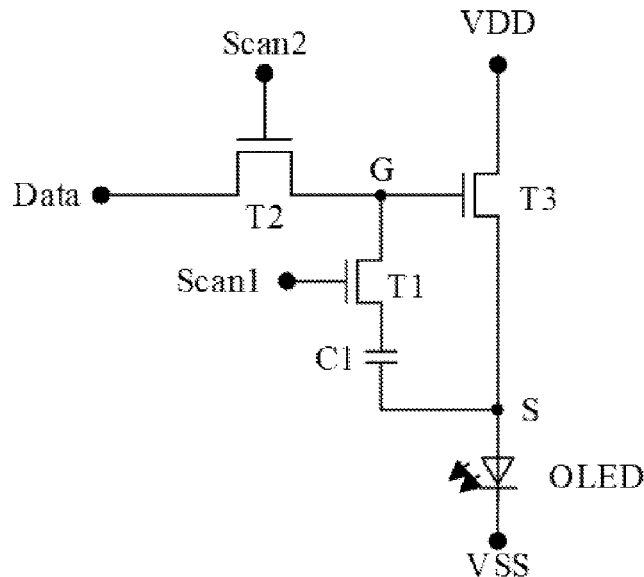 Scan2
VDD
G
Data
T2
T3
Scan1
T1
C1
S
OLED
VSS